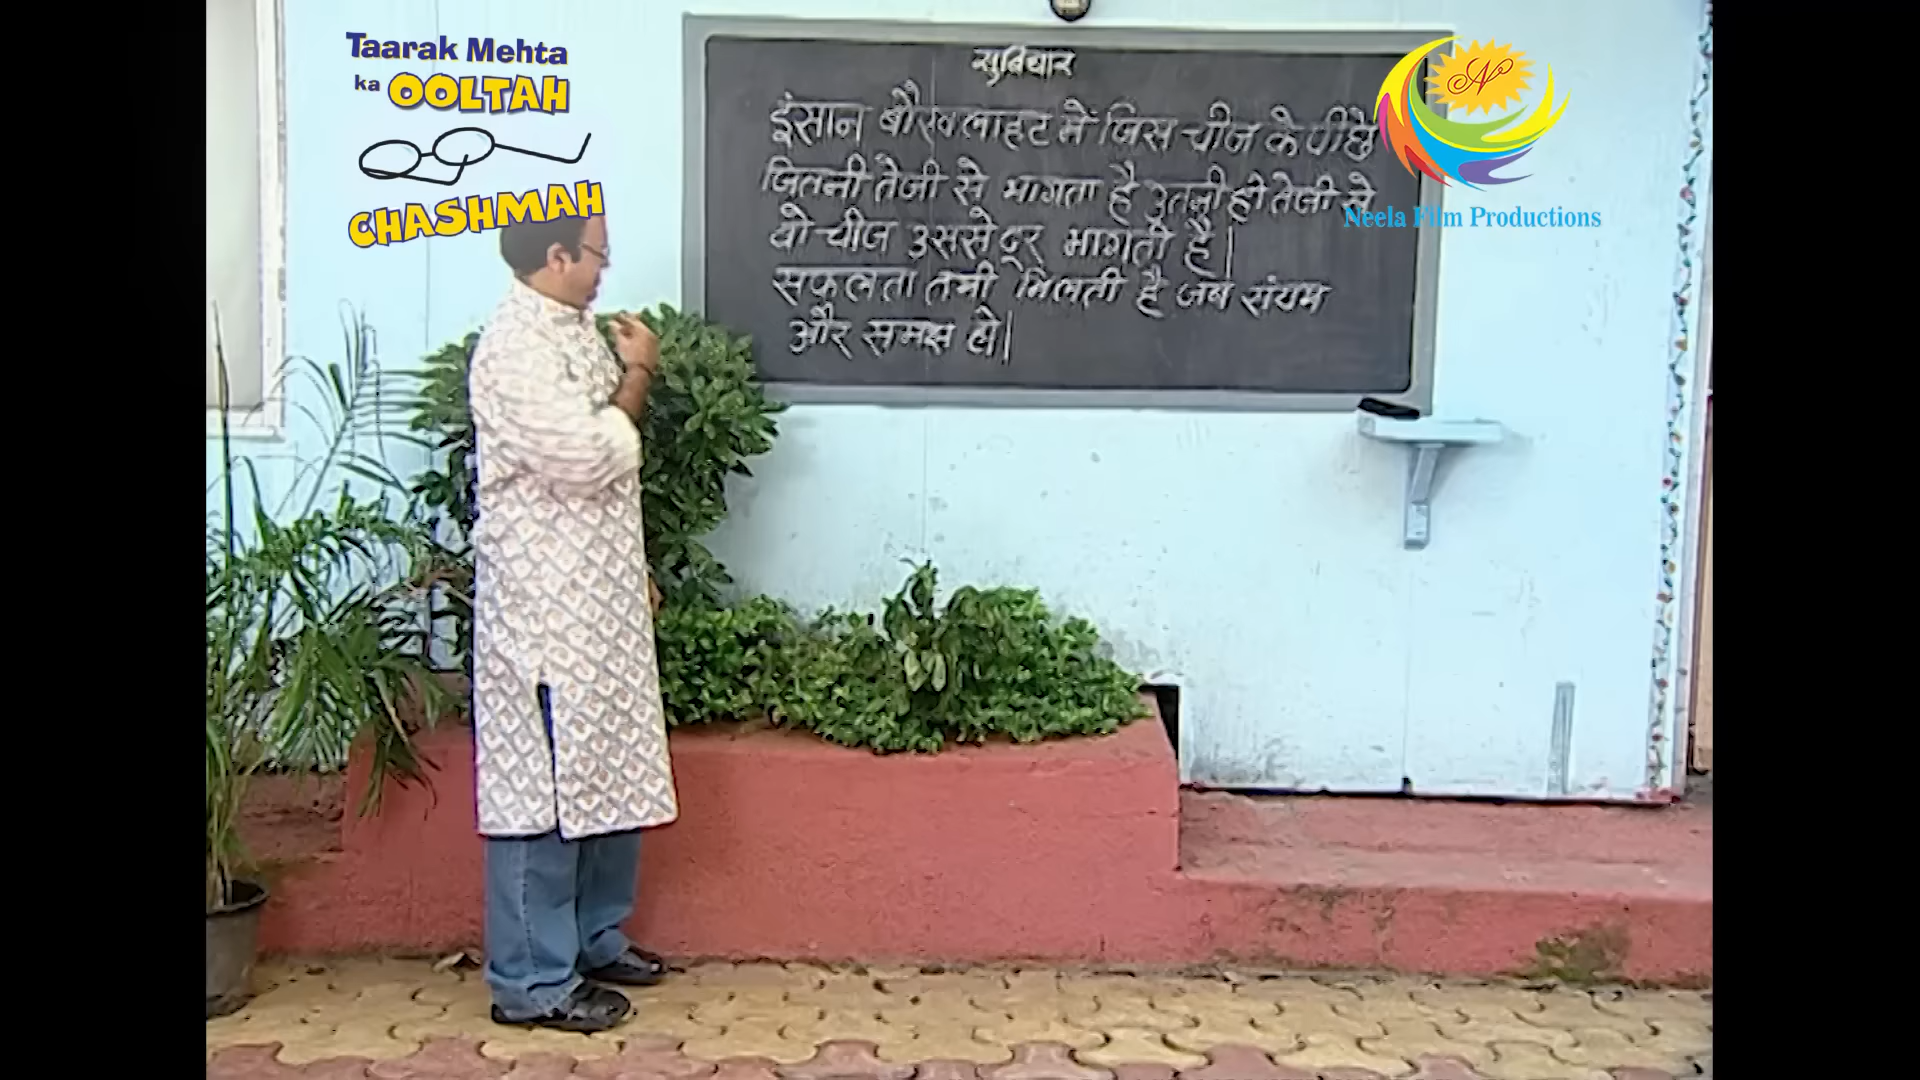 Taarak Mehta
ka OOLTAH
CHASHMAH
Neela Film Productions
सुविचार
इंसान बौखलाहट में जिस चीज के पीछे
जितनी तेजी से भागता है उतनी ही तेजी से
वो चीज उससे दूर भागती है|
सफलता तभी मिलती है जब संयम
और समझ हो|